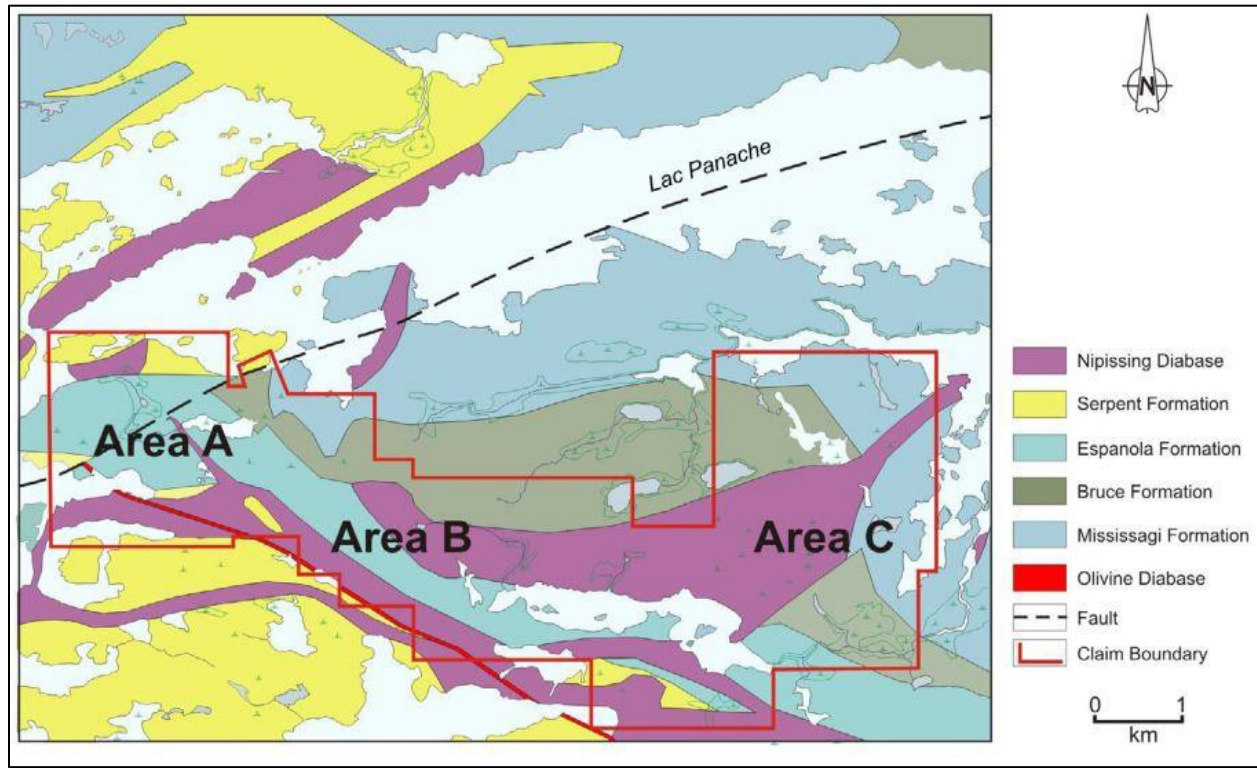 N
Lac Panache
Area A
Area B
Area C
Nipissing Diabase
Serpent Formation
Espanola Formation
Bruce Formation
Mississagi Formation
Olivine Diabase
Fault
Claim Boundary
0 1
km